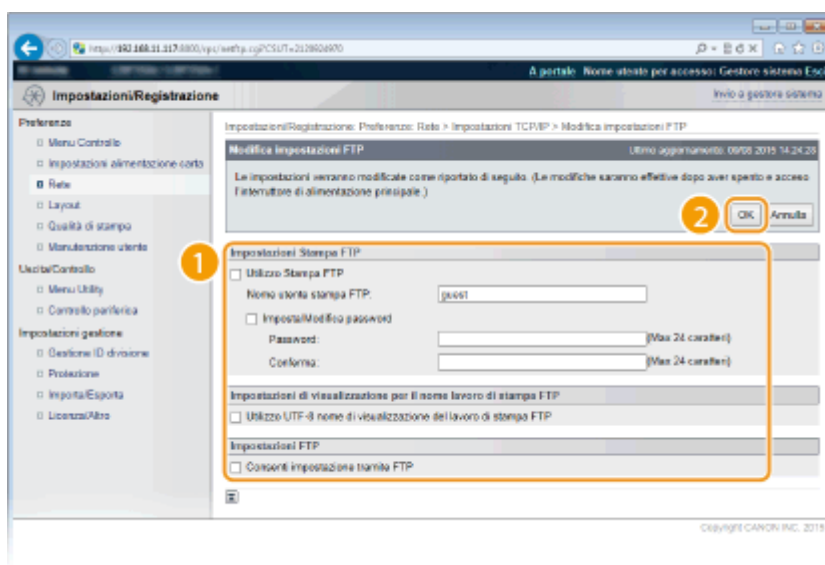 http://192.168.11.117:8000/rps/nwftp.cgi?CSUT=2128924970
A portale Nome utente per accesso: Gestore sistema
Impostazioni/Registrazione
Invio a gestore sistema
Preferenze
Menu Controllo
Impostazioni alimentazione carta
Rete
Layout
Qualità di stampa
Manutenzione utente
Uscita/Controllo
Menu Utility
Controllo periferica
Impostazioni gestione
Gestione ID divisione
Protezione
Importa/Esporta
Licenza/Altro
Impostazioni/Registrazione: Preferenze: Rete > Impostazioni TCP/IP > Modifica impostazioni FTP
Modifica impostazioni FTP
Ultimo aggiornamento: 09/08 2015 14:24:28
Le impostazioni verranno modificate come riportato di seguito. (Le modifiche saranno effettive dopo aver spento e acceso
l'interruttore di alimentazione principale.)
2
OK
Annulla
1
Impostazioni Stampa FTP
Utilizzo Stampa FTP
Nome utente stampa FTP:
guest
Imposta/Modifica password
Password:
(Max 24 caratteri)
Conferma:
(Max 24 caratteri)
Impostazioni di visualizzazione per il nome lavoro di stampa FTP
Utilizzo UTF-8 nome di visualizzazione del lavoro di stampa FTP
Impostazioni FTP
Consenti impostazione tramite FTP
Copyright CANON INC. 2015